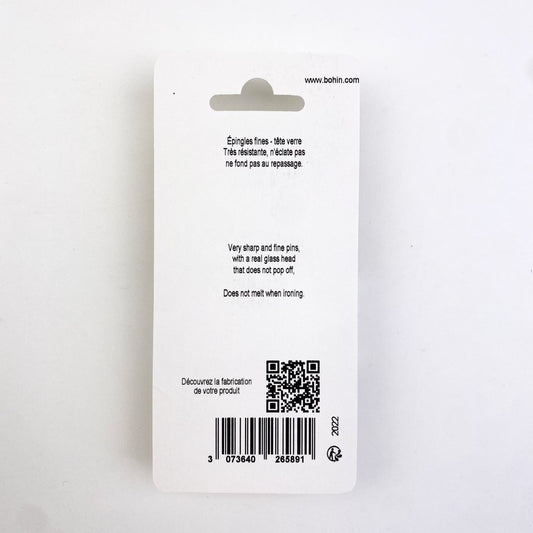 www.bohin.com
Épingles fines - tête verre
Très résistante, n'éclate pas
ne fond pas au repassage.
Very sharp and fine pins,
with a real glass head
that does not pop off,
Does not melt when ironing.
Découvrez la fabrication
de votre produit
2022
3 073640 265891